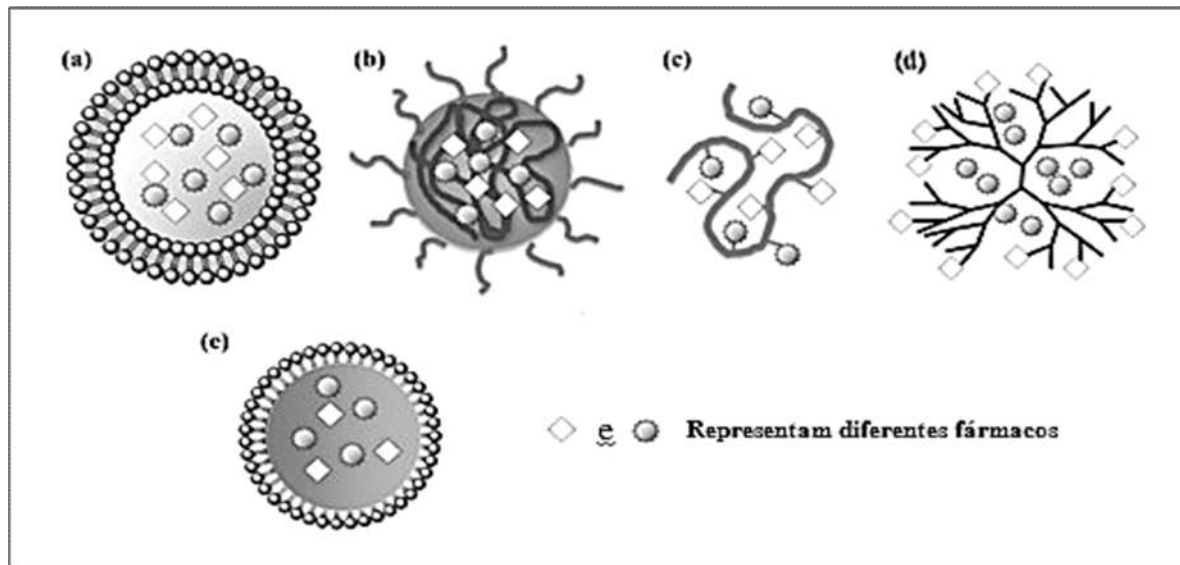 (a)
(b)
(c)
(d)
(e)
e Representam diferentes fármacos